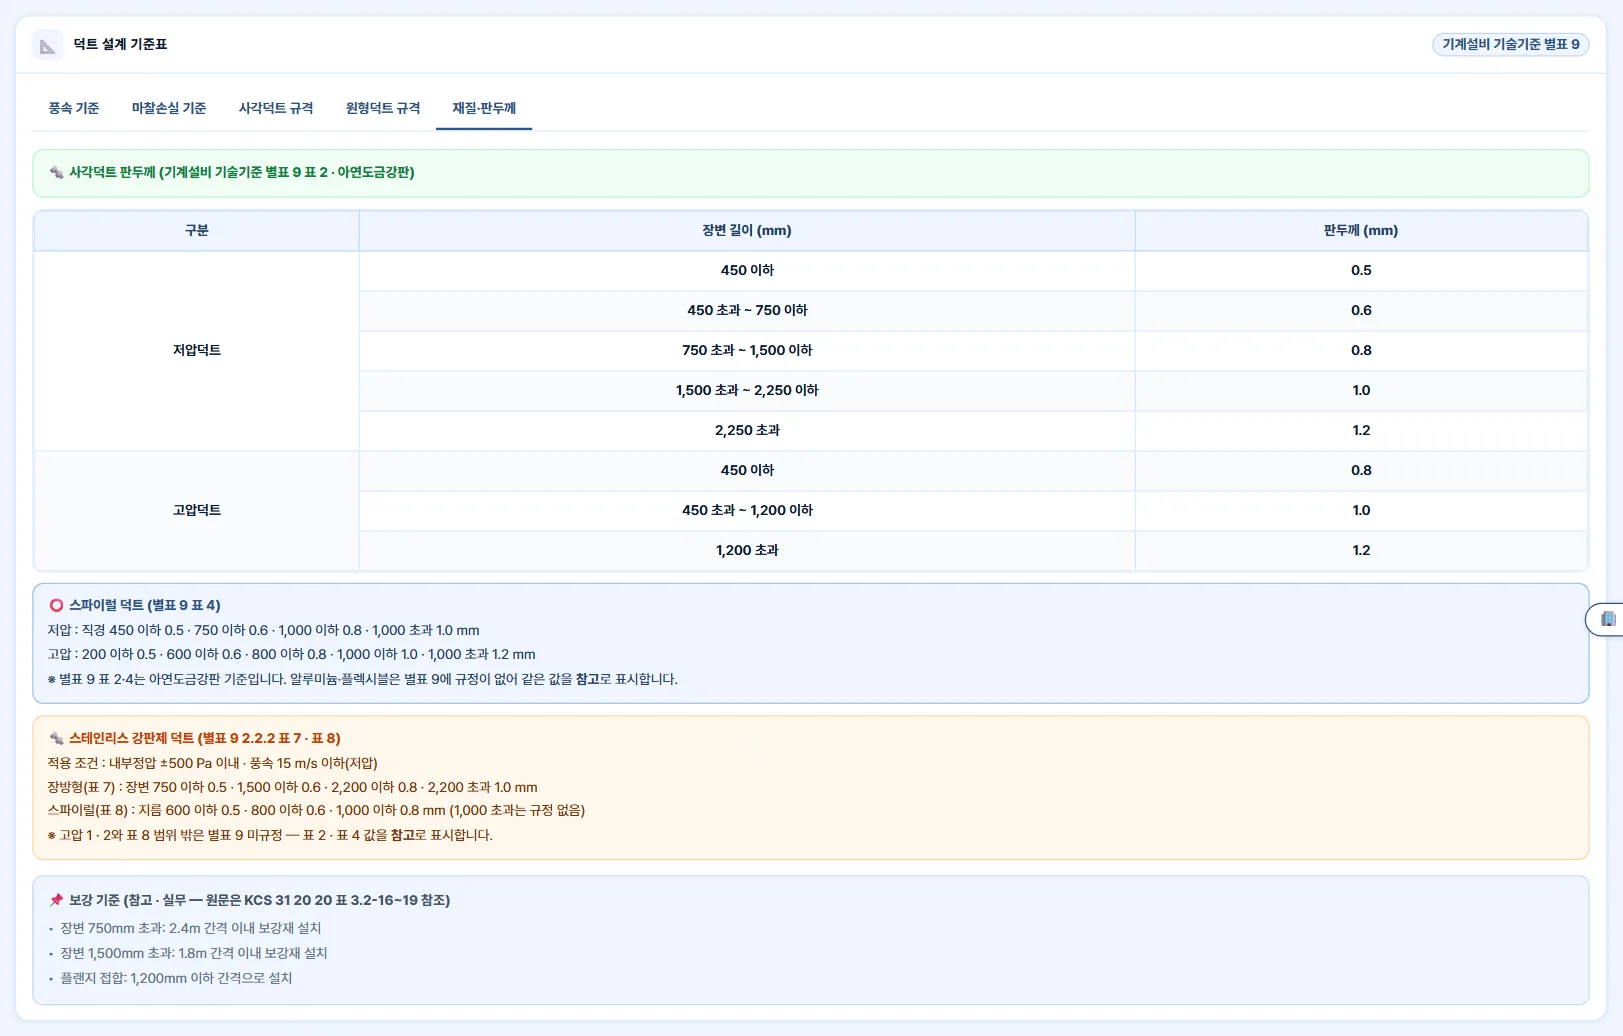 덕트 설계 기준표
기계설비 기술기준 별표 9
풍속 기준 마찰손실 기준 사각덕트 규격 원형덕트 규격 재질·판두께
사각덕트 판두께 (기계설비 기술기준 별표 9 표 2 · 아연도금강판)
구분 장변 길이 (mm) 판두께 (mm)
저압덕트
450 이하 0.5
450 초과 ~ 750 이하 0.6
750 초과 ~ 1,500 이하 0.8
1,500 초과 ~ 2,250 이하 1.0
2,250 초과 1.2
고압덕트
450 이하 0.8
450 초과 ~ 1,200 이하 1.0
1,200 초과 1.2
스파이럴 덕트 (별표 9 표 4)
저압 : 직경 450 이하 0.5 · 750 이하 0.6 · 1,000 이하 0.8 · 1,000 초과 1.0 mm
고압 : 200 이하 0.5 · 600 이하 0.6 · 800 이하 0.8 · 1,000 이하 1.0 · 1,000 초과 1.2 mm
※ 별표 9 표 2·4는 아연도금강판 기준입니다. 알루미늄·플렉시블은 별표 9에 규정이 없어 같은 값을 참고로 표시합니다.
스테인리스 강판제 덕트 (별표 9 2.2.2 표 7 · 표 8)
적용 조건 : 내부정압 ±500 Pa 이내 · 풍속 15 m/s 이하(저압)
장방형(표 7) : 장변 750 이하 0.5 · 1,500 이하 0.6 · 2,200 이하 0.8 · 2,200 초과 1.0 mm
스파이럴(표 8) : 지름 600 이하 0.5 · 800 이하 0.6 · 1,000 이하 0.8 mm (1,000 초과는 규정 없음)
※ 고압 1 · 2와 표 8 범위 밖은 별표 9 미규정 — 표 2 · 표 4 값을 참고로 표시합니다.
보강 기준 (참고 · 실무 — 원문은 KCS 31 20 20 표 3.2-16~19 참조)
• 장변 750mm 초과: 2.4m 간격 이내 보강재 설치
• 장변 1,500mm 초과: 1.8m 간격 이내 보강재 설치
• 플랜지 접합: 1,200mm 이하 간격으로 설치